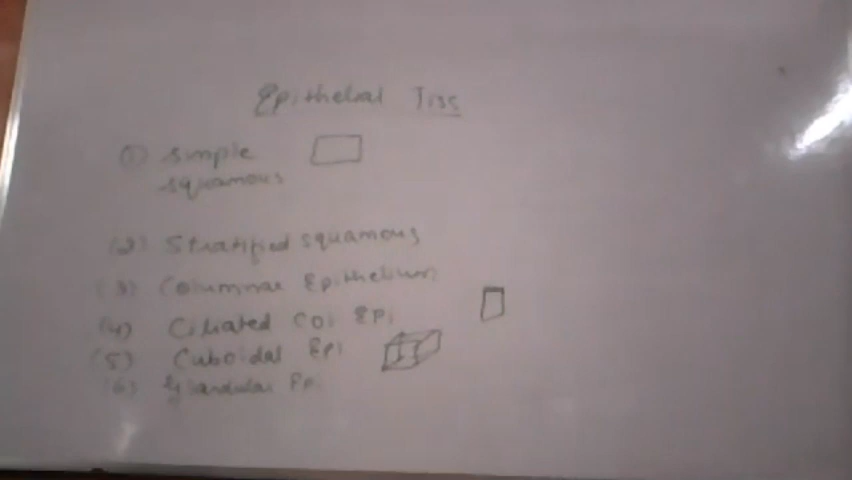 Epithelial Tiss
(1) simple
squamous
(2) Stratified squamous
(3) Columnar Epithelium
(4) Ciliated Col Epi
(5) Cuboidal Epi
(6) Glandular Ep